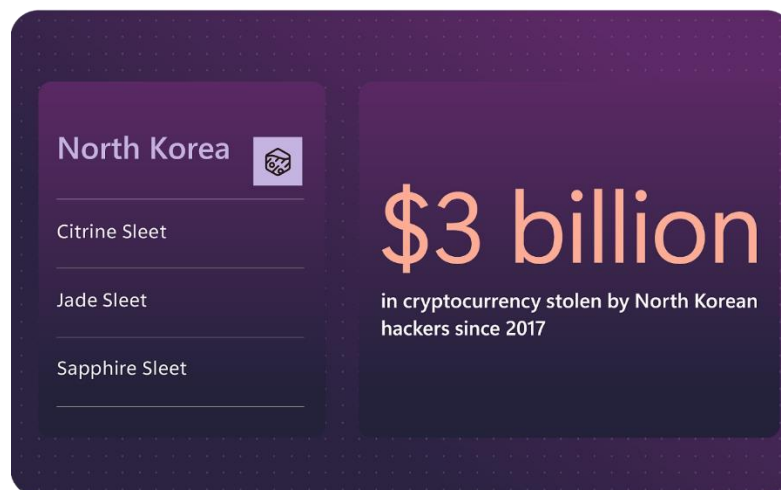 North Korea
Citrine Sleet
Jade Sleet
Sapphire Sleet
$3 billion
in cryptocurrency stolen by North Korean
hackers since 2017